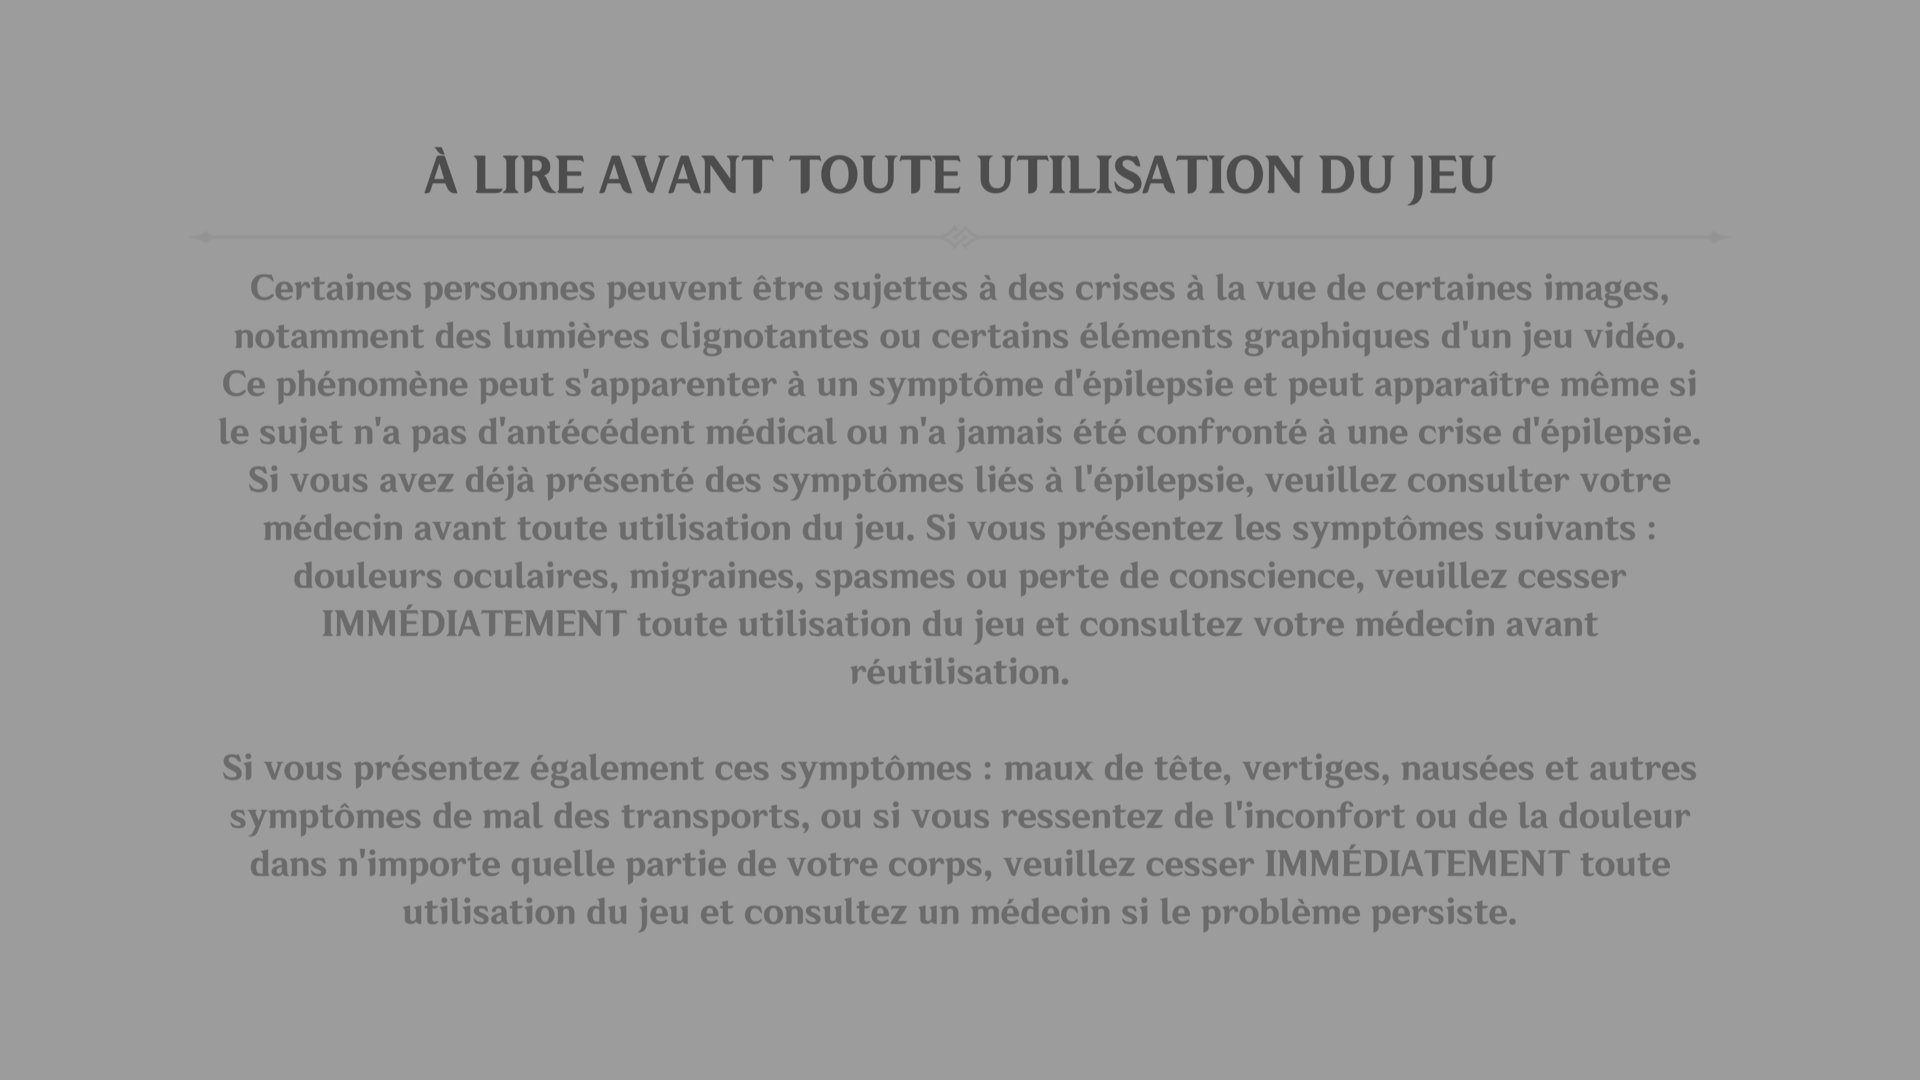 À LIRE AVANT TOUTE UTILISATION DU JEU
Certaines personnes peuvent être sujettes à des crises à la vue de certaines images,
notamment des lumières clignotantes ou certains éléments graphiques d'un jeu vidéo.
Ce phénomène peut s'apparenter à un symptôme d'épilepsie et peut apparaître même si
le sujet n'a pas d'antécédent médical ou n'a jamais été confronté à une crise d'épilepsie.
Si vous avez déjà présenté des symptômes liés à l'épilepsie, veuillez consulter votre
médecin avant toute utilisation du jeu. Si vous présentez les symptômes suivants :
douleurs oculaires, migraines, spasmes ou perte de conscience, veuillez cesser
IMMÉDIATEMENT toute utilisation du jeu et consultez votre médecin avant
réutilisation.
Si vous présentez également ces symptômes : maux de tête, vertiges, nausées et autres
symptômes de mal des transports, ou si vous ressentez de l'inconfort ou de la douleur
dans n'importe quelle partie de votre corps, veuillez cesser IMMÉDIATEMENT toute
utilisation du jeu et consultez un médecin si le problème persiste.